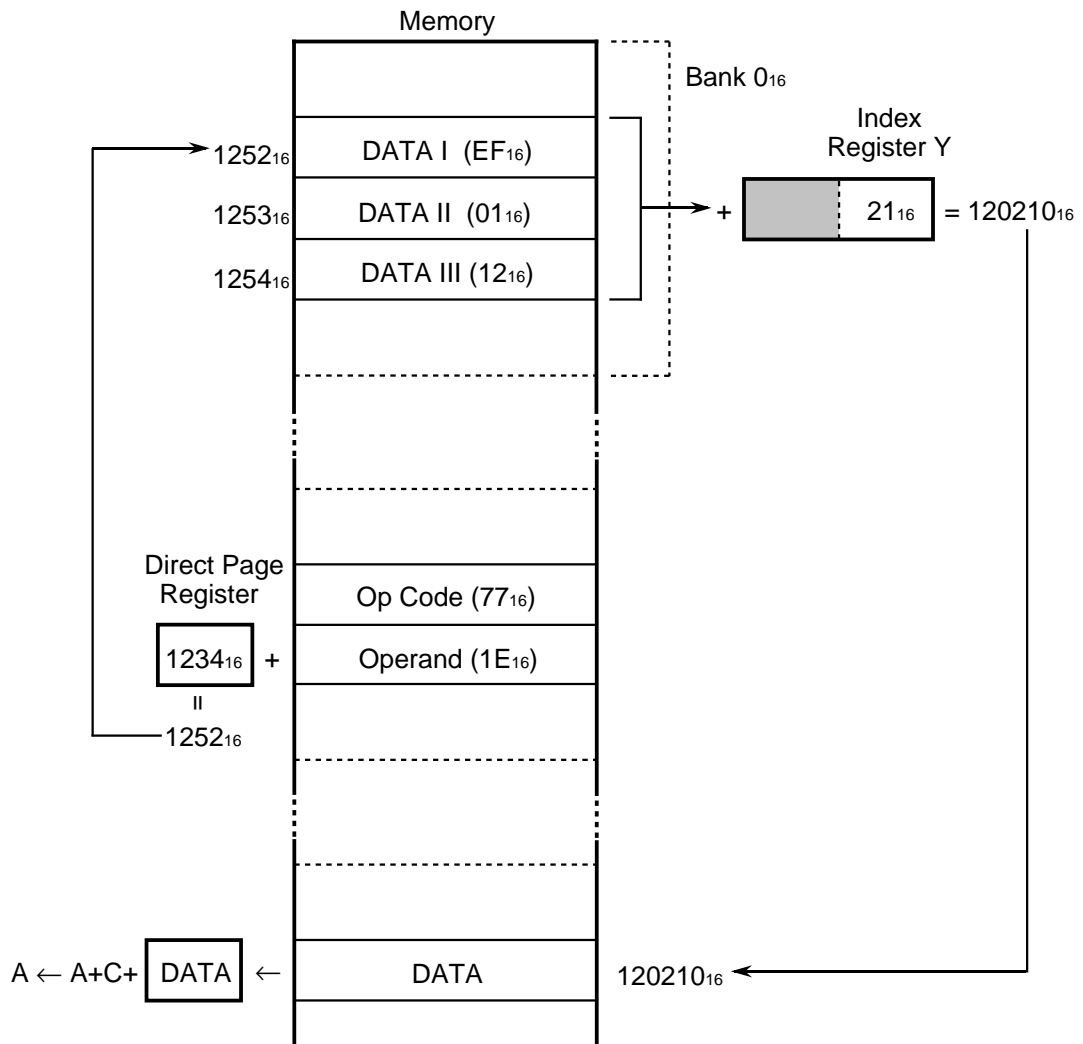 Memory
Bank 0₁₆
Index
Register Y
1252₁₆ DATA I (EF₁₆)
+ 21₁₆ = 120210₁₆
1253₁₆ DATA II (01₁₆)
1254₁₆ DATA III (12₁₆)
Direct Page
Register
Op Code (77₁₆)
1234₁₆ + Operand (1E₁₆)
=
1252₁₆
A ← A+C+ DATA ← DATA 120210₁₆